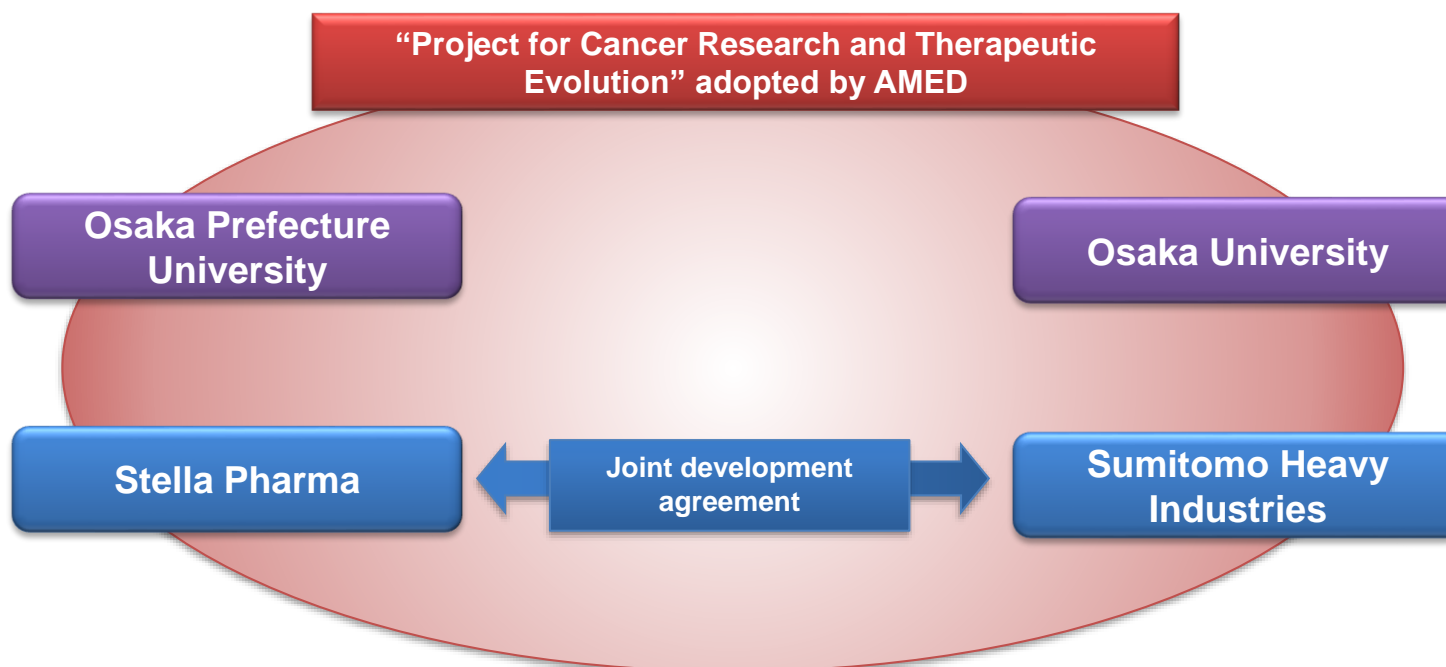 “Project for Cancer Research and Therapeutic
Evolution” adopted by AMED
Osaka Prefecture
University
Osaka University
Stella Pharma
Joint development
agreement
Sumitomo Heavy
Industries